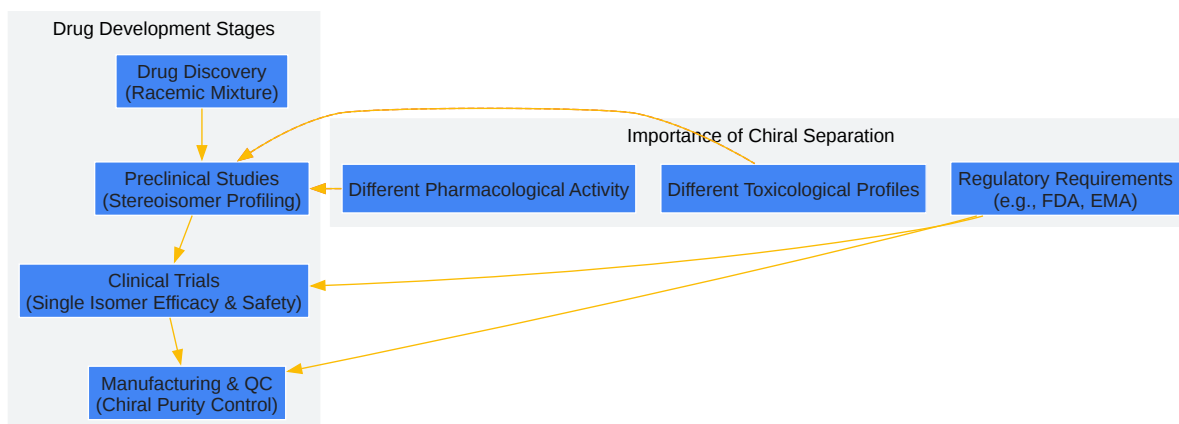 Drug Development Stages
Drug Discovery
(Racemic Mixture)
Importance of Chiral Separation
Preclinical Studies
(Stereoisomer Profiling)
Different Pharmacological Activity
Different Toxicological Profiles
Regulatory Requirements
(e.g., FDA, EMA)
Clinical Trials
(Single Isomer Efficacy & Safety)
Manufacturing & QC
(Chiral Purity Control)